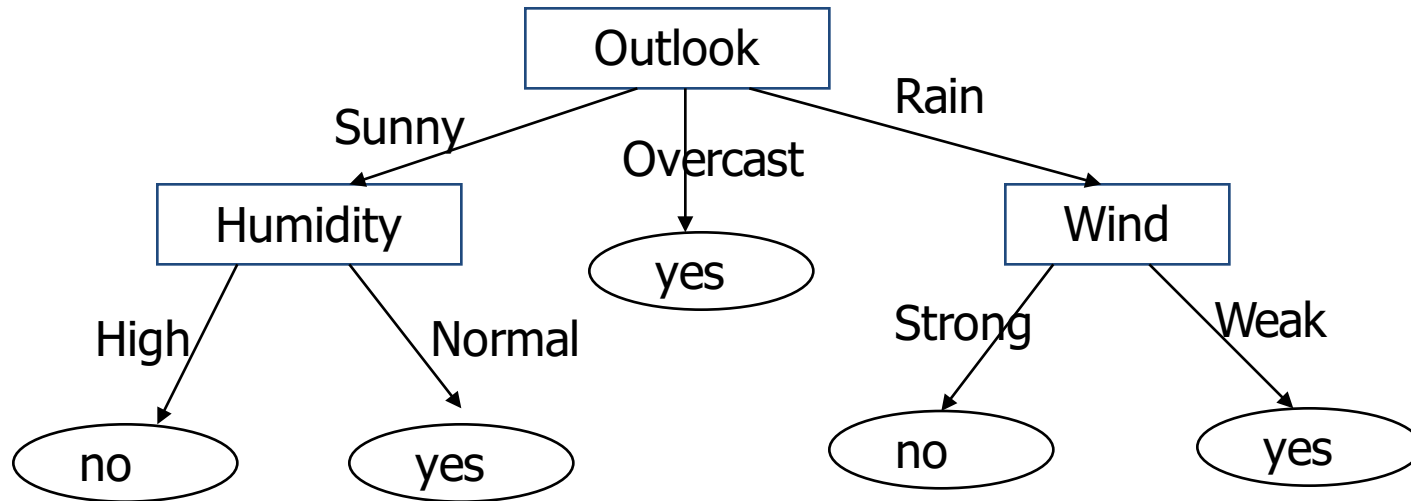 Outlook
Sunny
Overcast
Rain
Humidity
yes
Wind
High
Normal
Strong
Weak
no
yes
no
yes